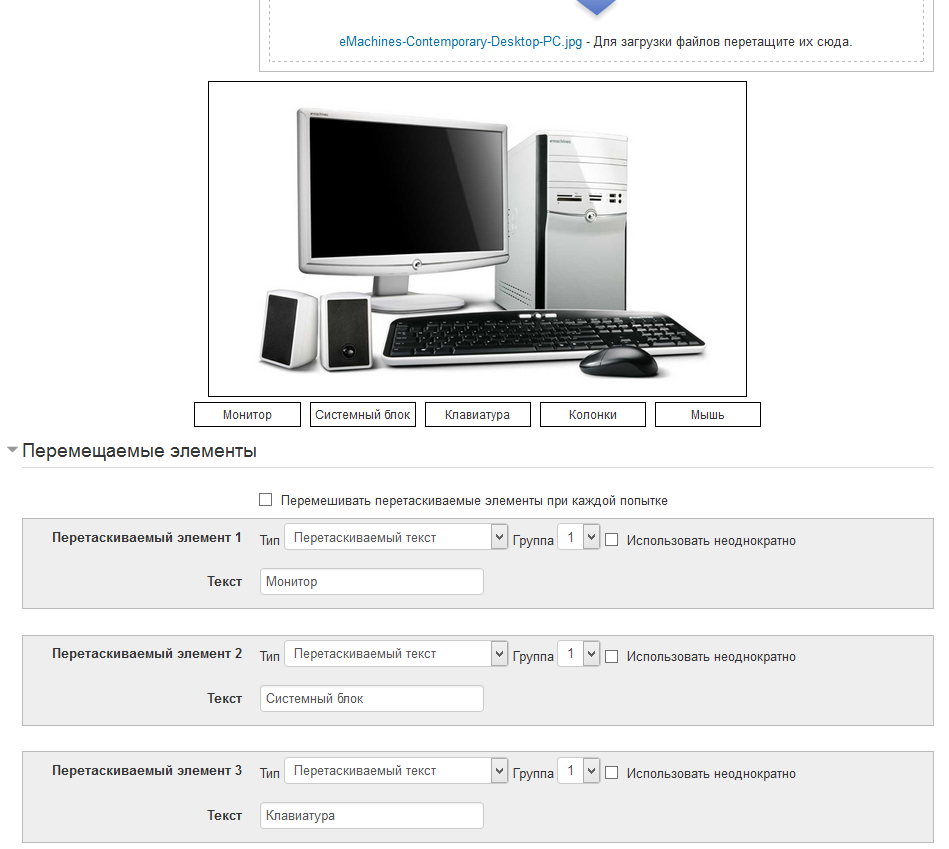 eMachines-Contemporary-Desktop-PC.jpg - Для загрузки файлов перетащите их сюда.
emachines
emachines
Монитор Системный блок Клавиатура Колонки Мышь
Перемещаемые элементы
Перемешивать перетаскиваемые элементы при каждой попытке
Перетаскиваемый элемент 1 Тип Перетаскиваемый текст Группа 1 Использовать неоднократно
Текст Монитор
Перетаскиваемый элемент 2 Тип Перетаскиваемый текст Группа 1 Использовать неоднократно
Текст Системный блок
Перетаскиваемый элемент 3 Тип Перетаскиваемый текст Группа 1 Использовать неоднократно
Текст Клавиатура